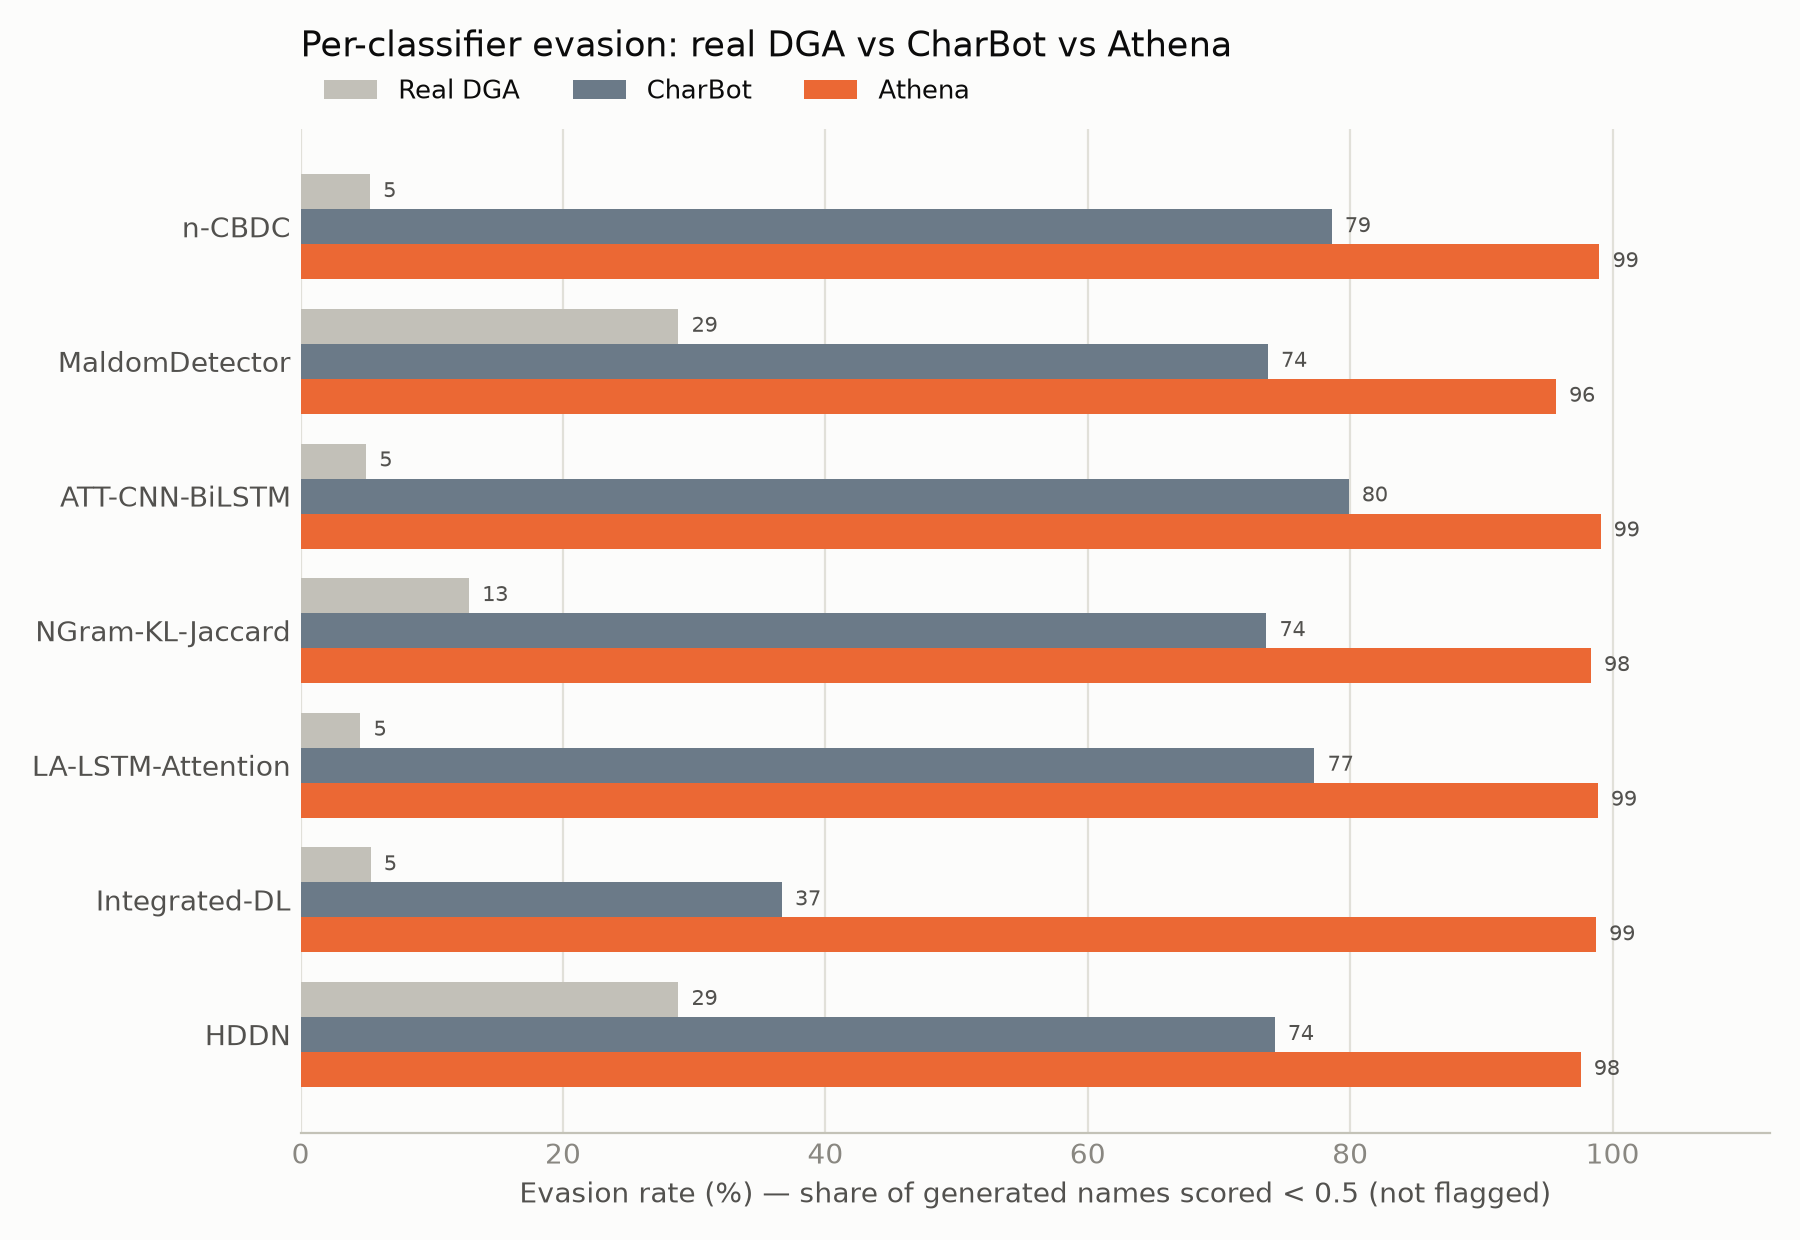 Per-classifier evasion: real DGA vs CharBot vs Athena
Real DGA CharBot Athena
5
n-CBDC 79
99
29
MaldomDetector 74
96
5
ATT-CNN-BiLSTM 80
99
13
NGram-KL-Jaccard 74
98
5
LA-LSTM-Attention 77
99
5
Integrated-DL 37
99
29
HDDN 74
98
0 20 40 60 80 100
Evasion rate (%) — share of generated names scored < 0.5 (not flagged)